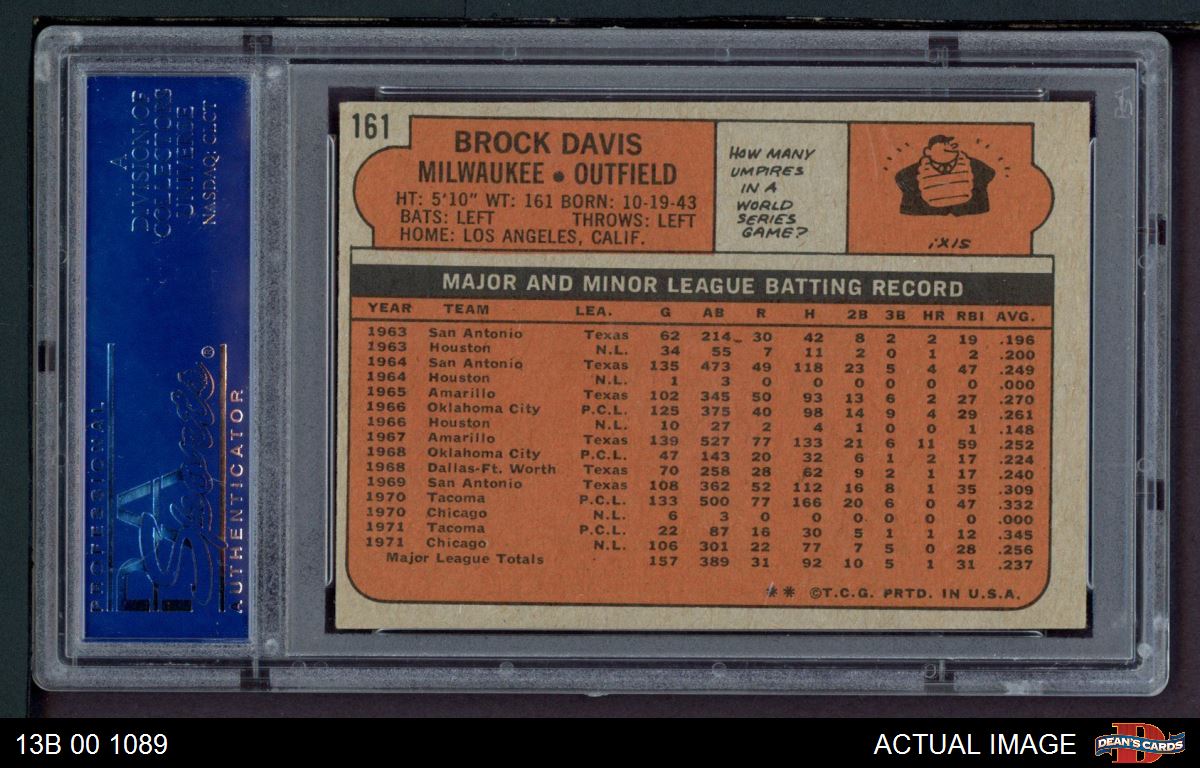 A
DIVISION OF
COLLECTORS
UNIVERSE
NASDAQ: CLCT
PROFESSIONAL
PSA
Sports®
AUTHENTICATOR
161
BROCK DAVIS
MILWAUKEE • OUTFIELD
HT: 5'10" WT: 161 BORN: 10-19-43
BATS: LEFT THROWS: LEFT
HOME: LOS ANGELES, CALIF.
HOW MANY
UMPIRES
IN A
WORLD
SERIES
GAME?
¡XIS
MAJOR AND MINOR LEAGUE BATTING RECORD
YEAR TEAM LEA. G AB R H 2B 3B HR RBI AVG.
1963 San Antonio Texas 62 214 30 42 8 2 2 19 .196
1963 Houston N.L. 34 55 7 11 2 0 1 2 .200
1964 San Antonio Texas 135 473 49 118 23 5 4 47 .249
1964 Houston N.L. 1 3 0 0 0 0 0 0 .000
1965 Amarillo Texas 102 345 50 93 13 6 2 27 .270
1966 Oklahoma City P.C.L. 125 375 40 98 14 9 4 29 .261
1966 Houston N.L. 10 27 2 4 1 0 0 1 .148
1967 Amarillo Texas 139 527 77 133 21 6 11 59 .252
1968 Oklahoma City P.C.L. 47 143 20 32 6 1 2 17 .224
1968 Dallas-Ft. Worth Texas 70 258 28 62 9 2 1 17 .240
1969 San Antonio Texas 108 362 52 112 16 8 1 35 .309
1970 Tacoma P.C.L. 133 500 77 166 20 6 0 47 .332
1970 Chicago N.L. 6 3 0 0 0 0 0 0 .000
1971 Tacoma P.C.L. 22 87 16 30 5 1 1 12 .345
1971 Chicago N.L. 106 301 22 77 7 5 0 28 .256
Major League Totals 157 389 31 92 10 5 1 31 .237
** ©T.C.G. PRTD. IN U.S.A.
13B 00 1089
ACTUAL IMAGE
DEAN'S CARDS